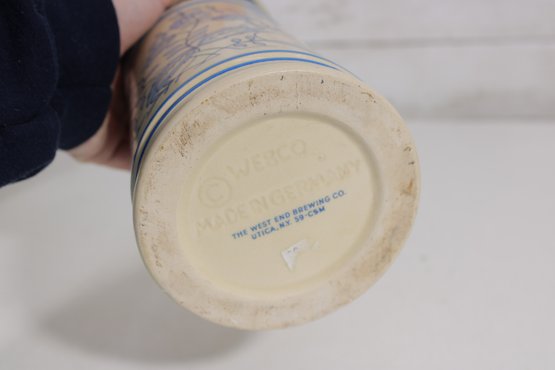 © WEBCO
MADE IN GERMANY
THE WEST END BREWING CO.
UTICA, N.Y. 59-CSM